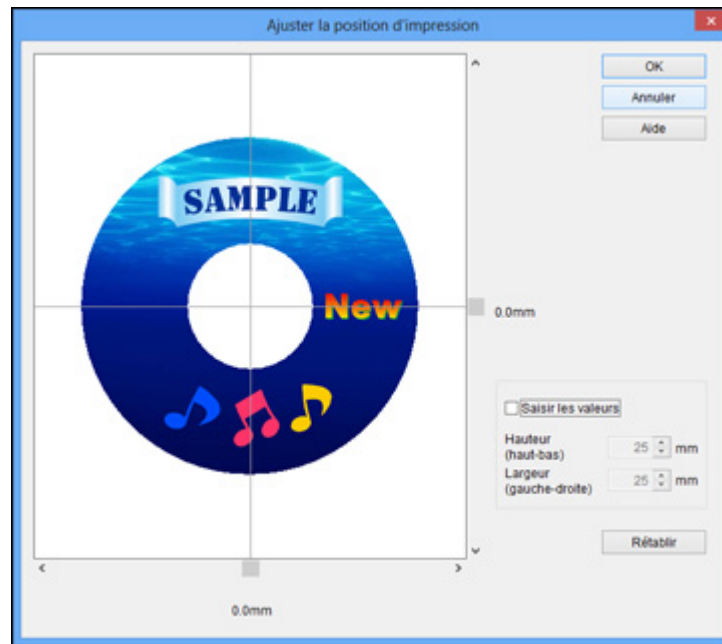 Ajuster la position d'impression
OK
Annuler
Aide
SAMPLE
New
0.0mm
Saisir les valeurs
Hauteur
(haut-bas)
25 mm
Largeur
(gauche-droite)
25 mm
Rétablir
0.0mm